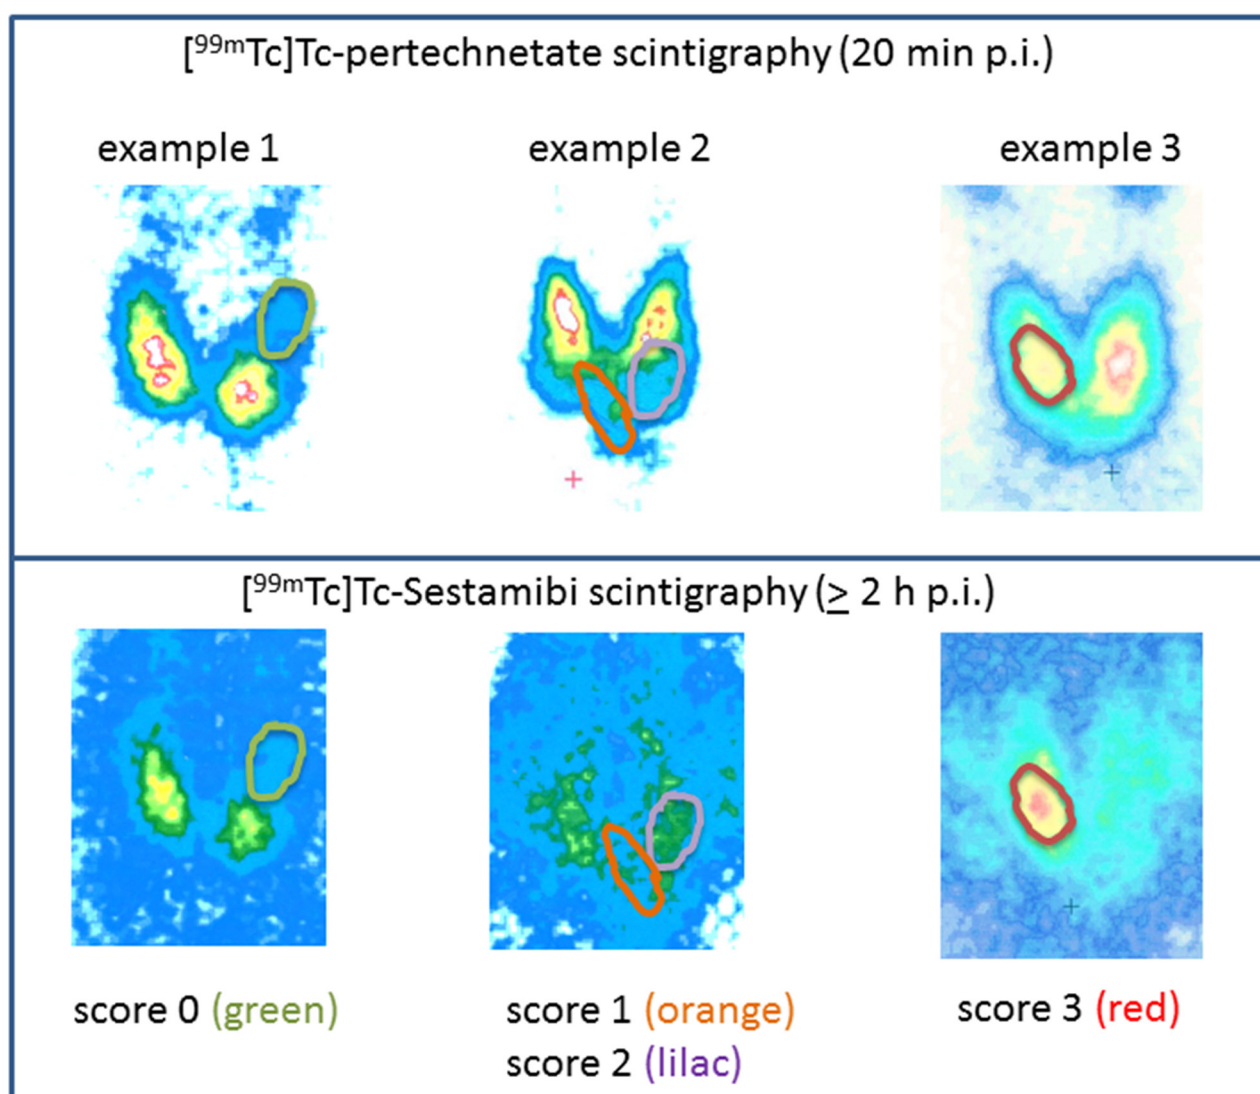 [⁹⁹ᵐTc]Tc-pertechnetate scintigraphy (20 min p.i.)
example 1 example 2 example 3
[⁹⁹ᵐTc]Tc-Sestamibi scintigraphy (≥ 2 h p.i.)
score 0 (green) score 1 (orange) score 3 (red)
score 2 (lilac)